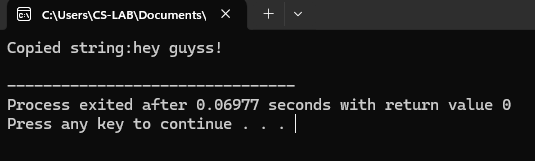 C:\Users\CS-LAB\Documents\
Copied string:hey guyss!
--------------------------------
Process exited after 0.06977 seconds with return value 0
Press any key to continue . . .